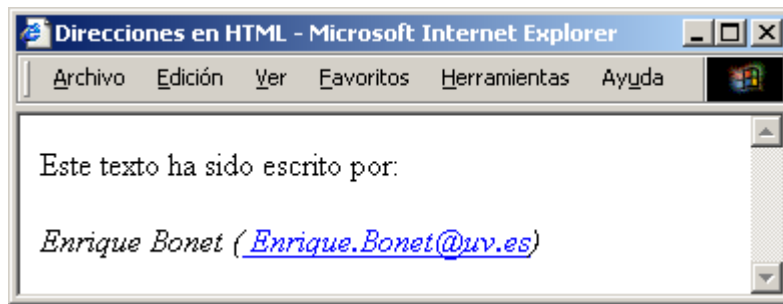 Direcciones en HTML - Microsoft Internet Explorer
Archivo Edición Ver Favoritos Herramientas Ayuda
Este texto ha sido escrito por:
Enrique Bonet ( Enrique.Bonet@uv.es)